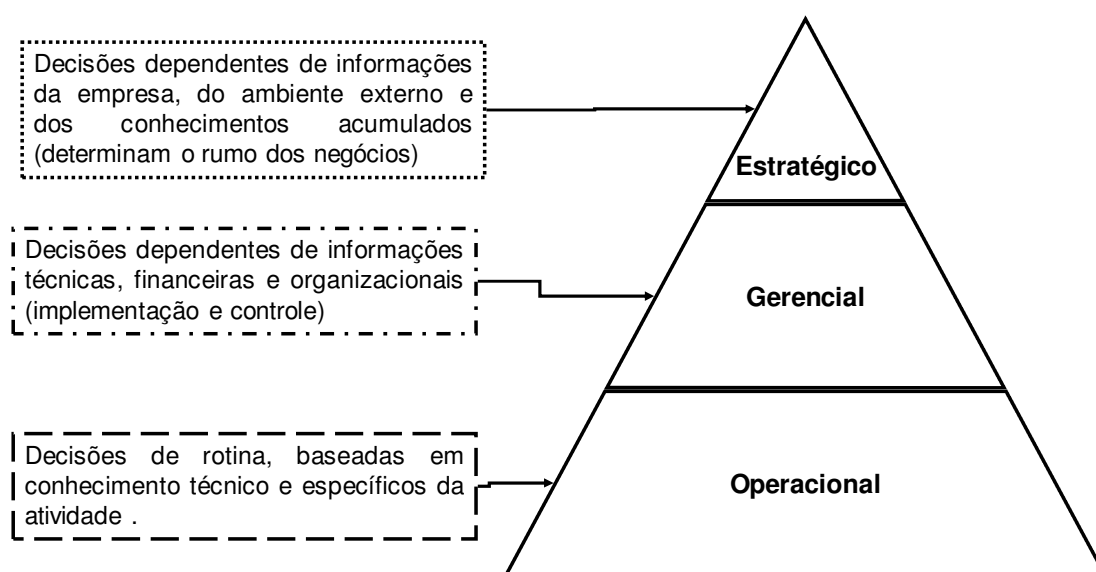 Decisões dependentes de informações
da empresa, do ambiente externo e
dos conhecimentos acumulados
(determinam o rumo dos negócios)
Estratégico
Decisões dependentes de informações
técnicas, financeiras e organizacionais
(implementação e controle)
Gerencial
Decisões de rotina, baseadas em
conhecimento técnico e específicos da
atividade .
Operacional